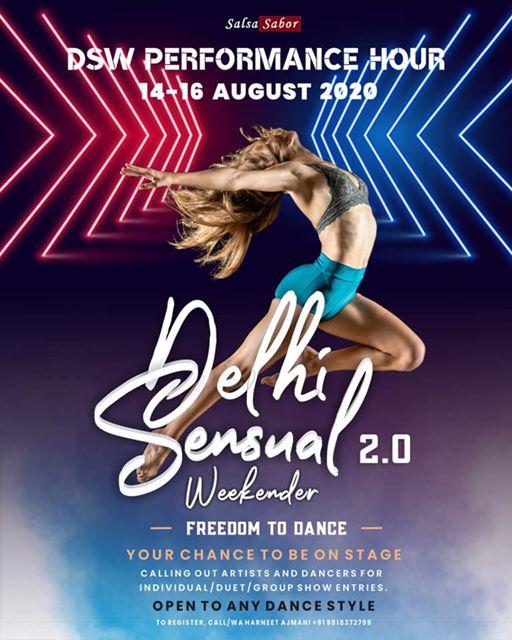 Salsa Sabor
DSW PERFORMANCE HOUR
14-16 AUGUST 2020
Delhi
Sensual 2.0
Weekender
FREEDOM TO DANCE
YOUR CHANCE TO BE ON STAGE
CALLING OUT ARTISTS AND DANCERS FOR
INDIVIDUAL/DUET/GROUP SHOW ENTRIES.
OPEN TO ANY DANCE STYLE
TO REGISTER, CALL/WA HARNEET AJMANI +91 9818372799